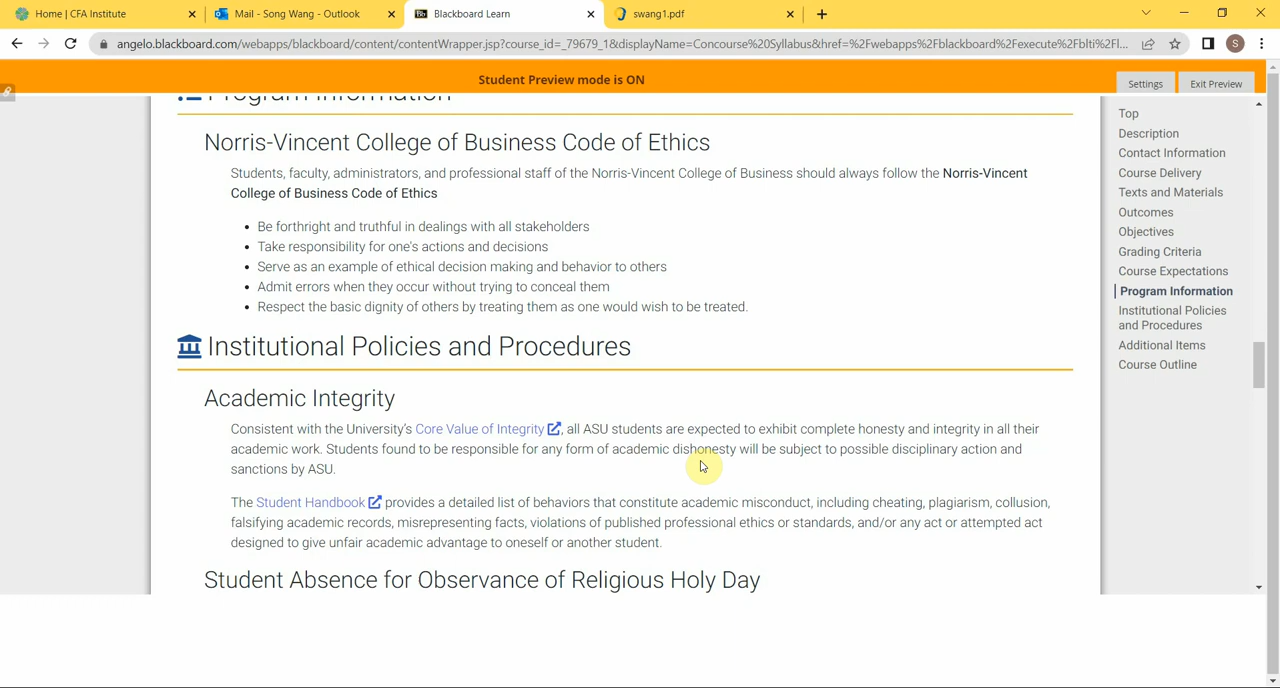 Home | CFA Institute
Mail - Song Wang - Outlook
Bb
Blackboard Learn
swang1.pdf
angelo.blackboard.com/webapps/blackboard/content/contentWrapper.jsp?course_id=_79679_1&displayName=Concourse%20Syllabus&href=%2Fwebapps%2Fblackboard%2Fexecute%2Fblti%2Fl...
S
Student Preview mode is ON
Settings
Exit Preview
Program Information
Norris-Vincent College of Business Code of Ethics
Students, faculty, administrators, and professional staff of the Norris-Vincent College of Business should always follow the Norris-Vincent
College of Business Code of Ethics
• Be forthright and truthful in dealings with all stakeholders
• Take responsibility for one's actions and decisions
• Serve as an example of ethical decision making and behavior to others
• Admit errors when they occur without trying to conceal them
• Respect the basic dignity of others by treating them as one would wish to be treated.
Institutional Policies and Procedures
Academic Integrity
Consistent with the University's Core Value of Integrity, all ASU students are expected to exhibit complete honesty and integrity in all their
academic work. Students found to be responsible for any form of academic dishonesty will be subject to possible disciplinary action and
sanctions by ASU.
The Student Handbook provides a detailed list of behaviors that constitute academic misconduct, including cheating, plagiarism, collusion,
falsifying academic records, misrepresenting facts, violations of published professional ethics or standards, and/or any act or attempted act
designed to give unfair academic advantage to oneself or another student.
Student Absence for Observance of Religious Holy Day
Top
Description
Contact Information
Course Delivery
Texts and Materials
Outcomes
Objectives
Grading Criteria
Course Expectations
Program Information
Institutional Policies
and Procedures
Additional Items
Course Outline